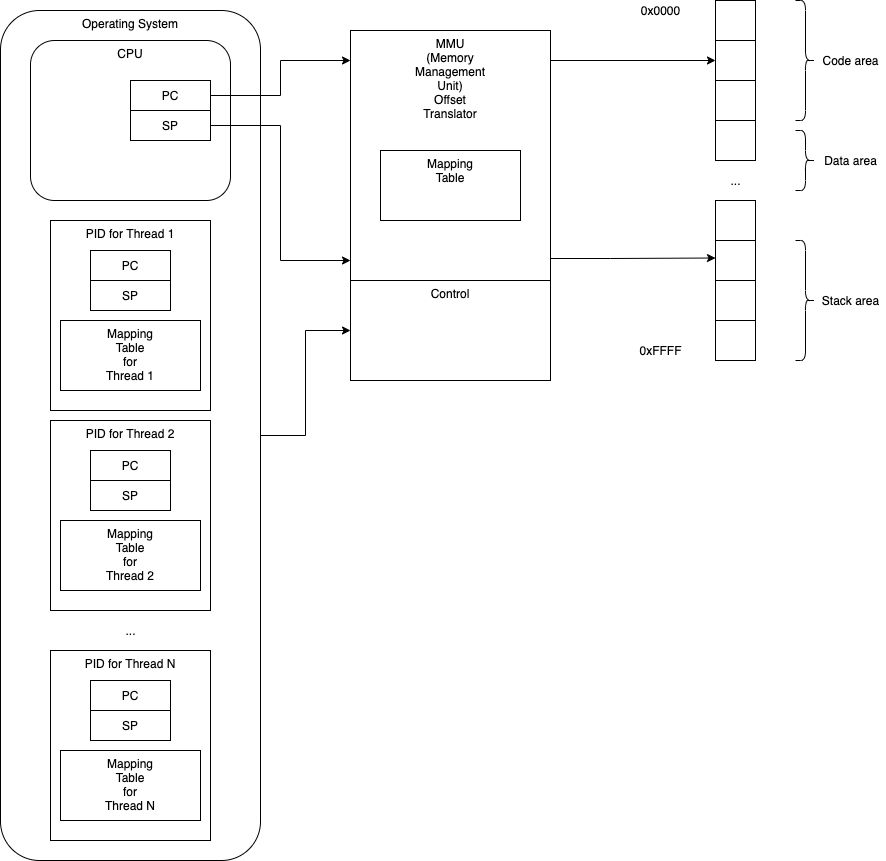 Operating System
CPU
PC
SP
PID for Thread 1
PC
SP
Mapping
Table
for
Thread 1
PID for Thread 2
PC
SP
Mapping
Table
for
Thread 2
...
PID for Thread N
PC
SP
Mapping
Table
for
Thread N
MMU
(Memory
Management
Unit)
Offset
Translator
Mapping
Table
Control
0x0000
...
0xFFFF
Code area
Data area
Stack area